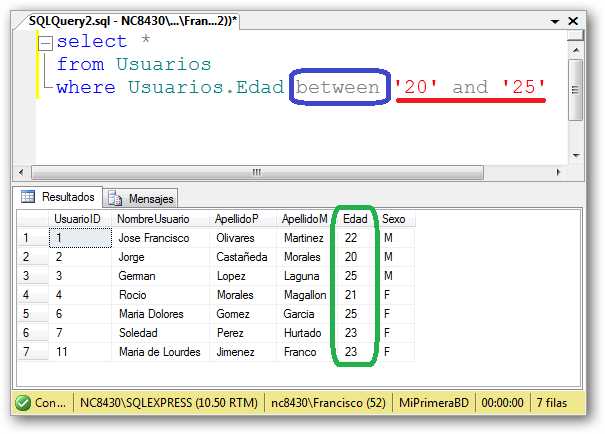 SQLQuery2.sql - NC8430\...\Fran...2))*
select *
from Usuarios
where Usuarios.Edad between '20' and '25'
Resultados Mensajes
UsuarioID NombreUsuario ApellidoP ApellidoM Edad Sexo
1 1 Jose Francisco Olivares Martinez 22 M
2 2 Jorge Castañeda Morales 20 M
3 3 German Lopez Laguna 25 M
4 4 Rocio Morales Magallon 21 F
5 6 Maria Dolores Gomez Garcia 25 F
6 7 Soledad Perez Hurtado 23 F
7 11 Maria de Lourdes Jimenez Franco 23 F
Con... NC8430\SQLEXPRESS (10.50 RTM) nc8430\Francisco (52) MiPrimeraBD 00:00:00 7 filas